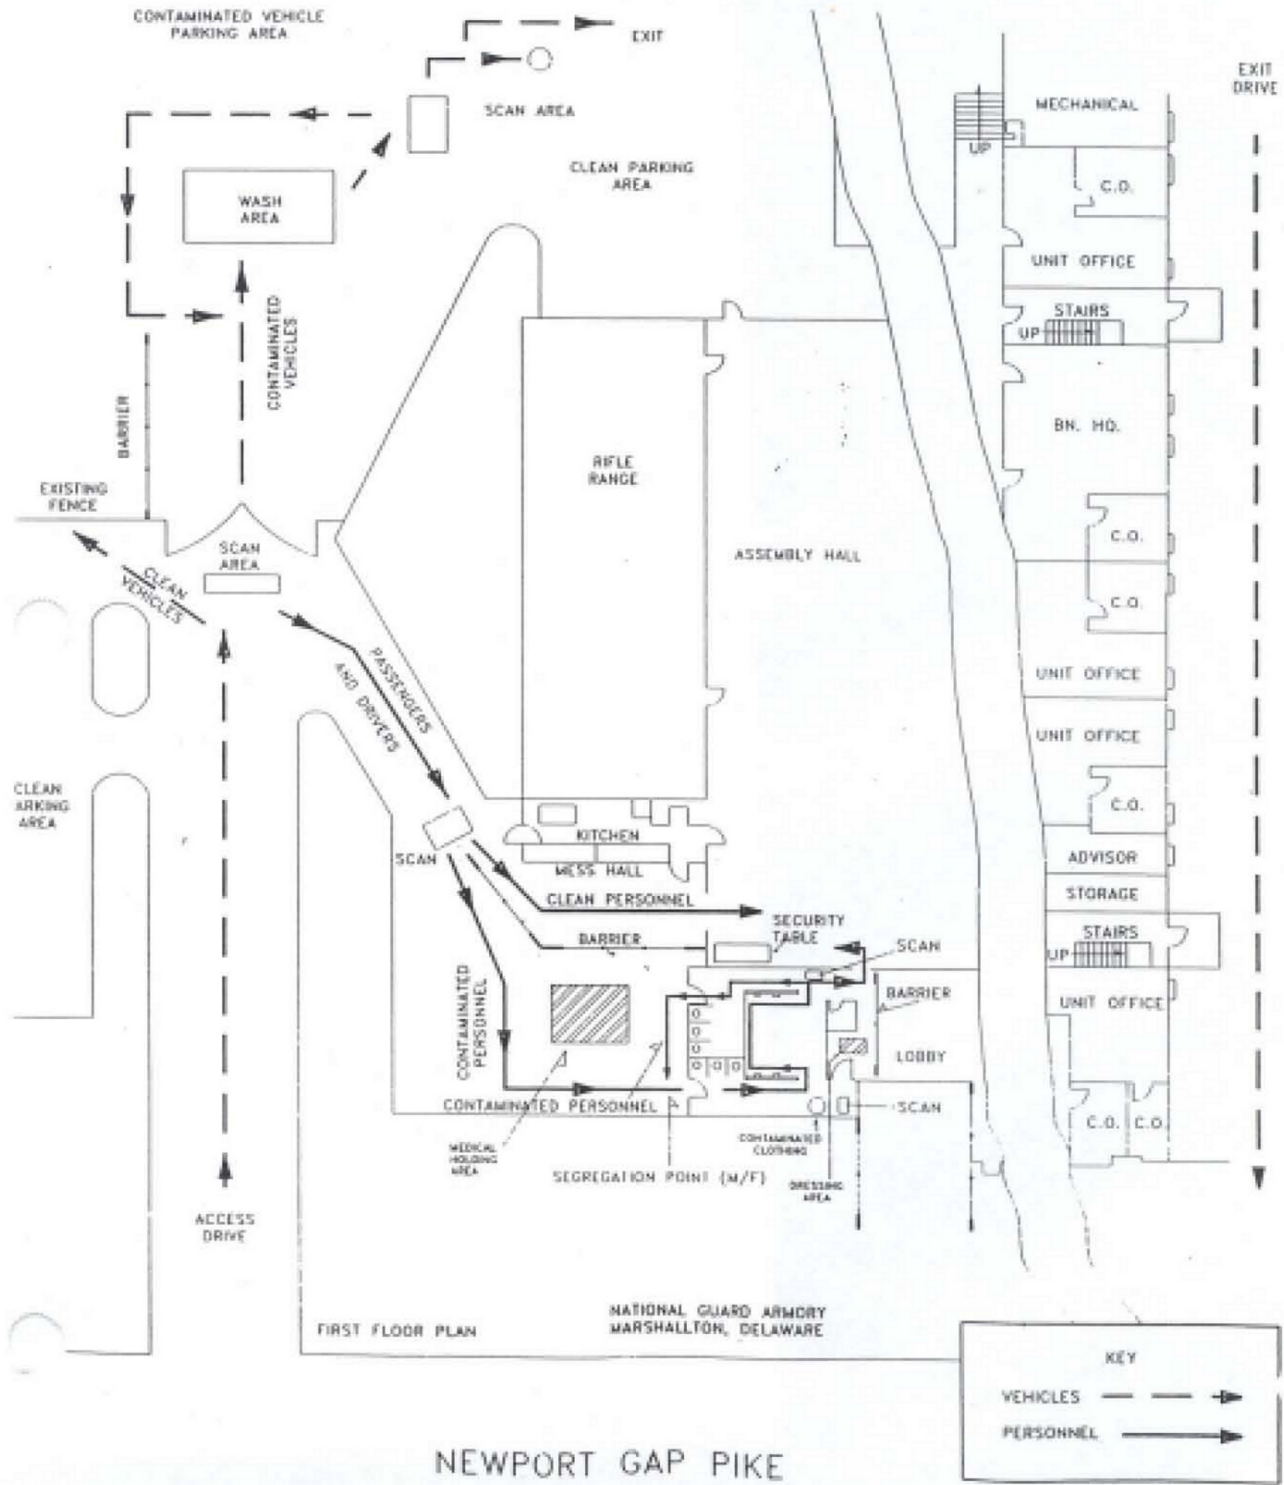 CONTAMINATED VEHICLE
PARKING AREA
EXIT
EXIT
DRIVE
SCAN AREA
MECHANICAL
UP
CLEAN PARKING
AREA
C.O.
WASH
AREA
UNIT OFFICE
STAIRS
UP
CONTAMINATED
VEHICLES
BARRIER
BN. HQ.
RIFLE
RANGE
EXISTING
FENCE
C.O.
SCAN
AREA
ASSEMBLY HALL
CLEAN
VEHICLES
C.O.
PASSENGERS
AND DRIVERS
UNIT OFFICE
UNIT OFFICE
CLEAN
ARKING
AREA
C.O.
KITCHEN
SCAN
MESS HALL
ADVISOR
CLEAN PERSONNEL
STORAGE
SECURITY
TABLE
STAIRS
BARRIER
SCAN
UP
CONTAMINATED
PERSONNEL
BARRIER
UNIT OFFICE
LOBBY
CONTAMINATED PERSONNEL
SCAN
C.O.
C.O.
MEDICAL
HOLDING
AREA
CONTAMINATED
CLOTHING
SEGREGATION POINT (M/F)
DRESSING
AREA
ACCESS
DRIVE
FIRST FLOOR PLAN
NATIONAL GUARD ARMORY
MARSHALLTON, DELAWARE
KEY
VEHICLES
PERSONNEL
NEWPORT GAP PIKE